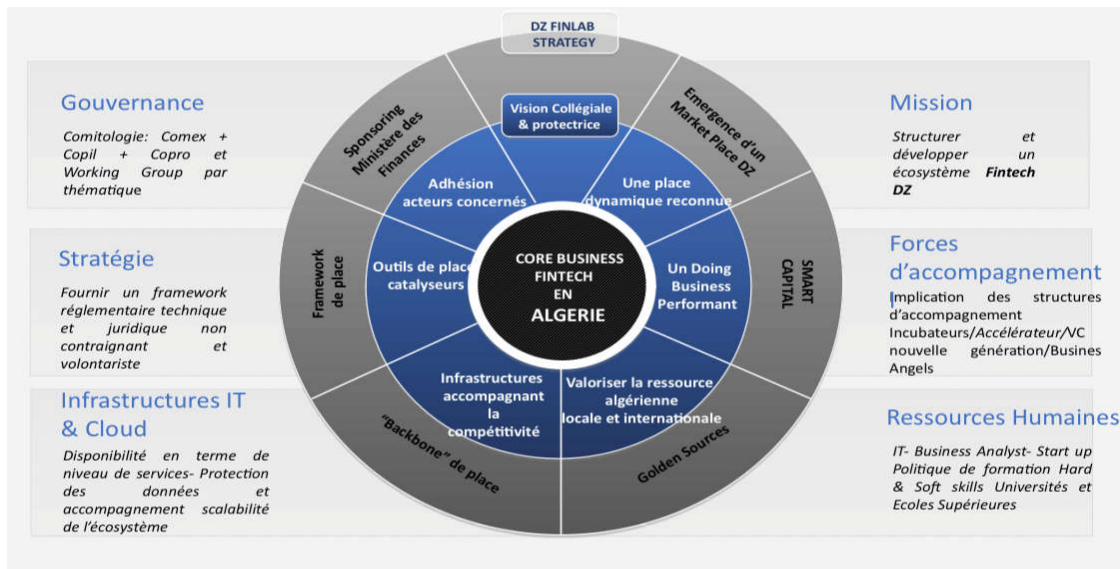 DZ FINLAB
STRATEGY
Gouvernance
Comitologie: Comex +
Copil + Copro et
Working Group par
thématique
Stratégie
Fournir un framework
réglementaire technique
et juridique non
contraignant et
volontariste
Infrastructures IT
& Cloud
Disponibilité en terme de
niveau de services- Protection
des données et
accompagnement scalabilité
de l'écosystème
Sponsoring
Ministère des
Finances
Framework
de place
"Backbone" de place
Golden Sources
SMART
CAPITAL
Emergence d'un
Market Place DZ
Vision Collégiale
& protectrice
Adhésion
acteurs concernés
Une place
dynamique reconnue
Outils de place
catalyseurs
Un Doing
Business
Performant
Infrastructures
accompagnant
la
compétitivité
Valoriser la ressource
algérienne
locale et internationale
CORE BUSINESS
FINTECH
EN
ALGERIE
Mission
Structurer et
développer un
écosystème Fintech
DZ
Forces
d'accompagnement
Implication des structures
d'accompagnement
Incubateurs/Accélérateur/VC
nouvelle génération/Busines
Angels
Ressources Humaines
IT- Business Analyst- Start up
Politique de formation Hard
& Soft skills Universités et
Ecoles Supérieures